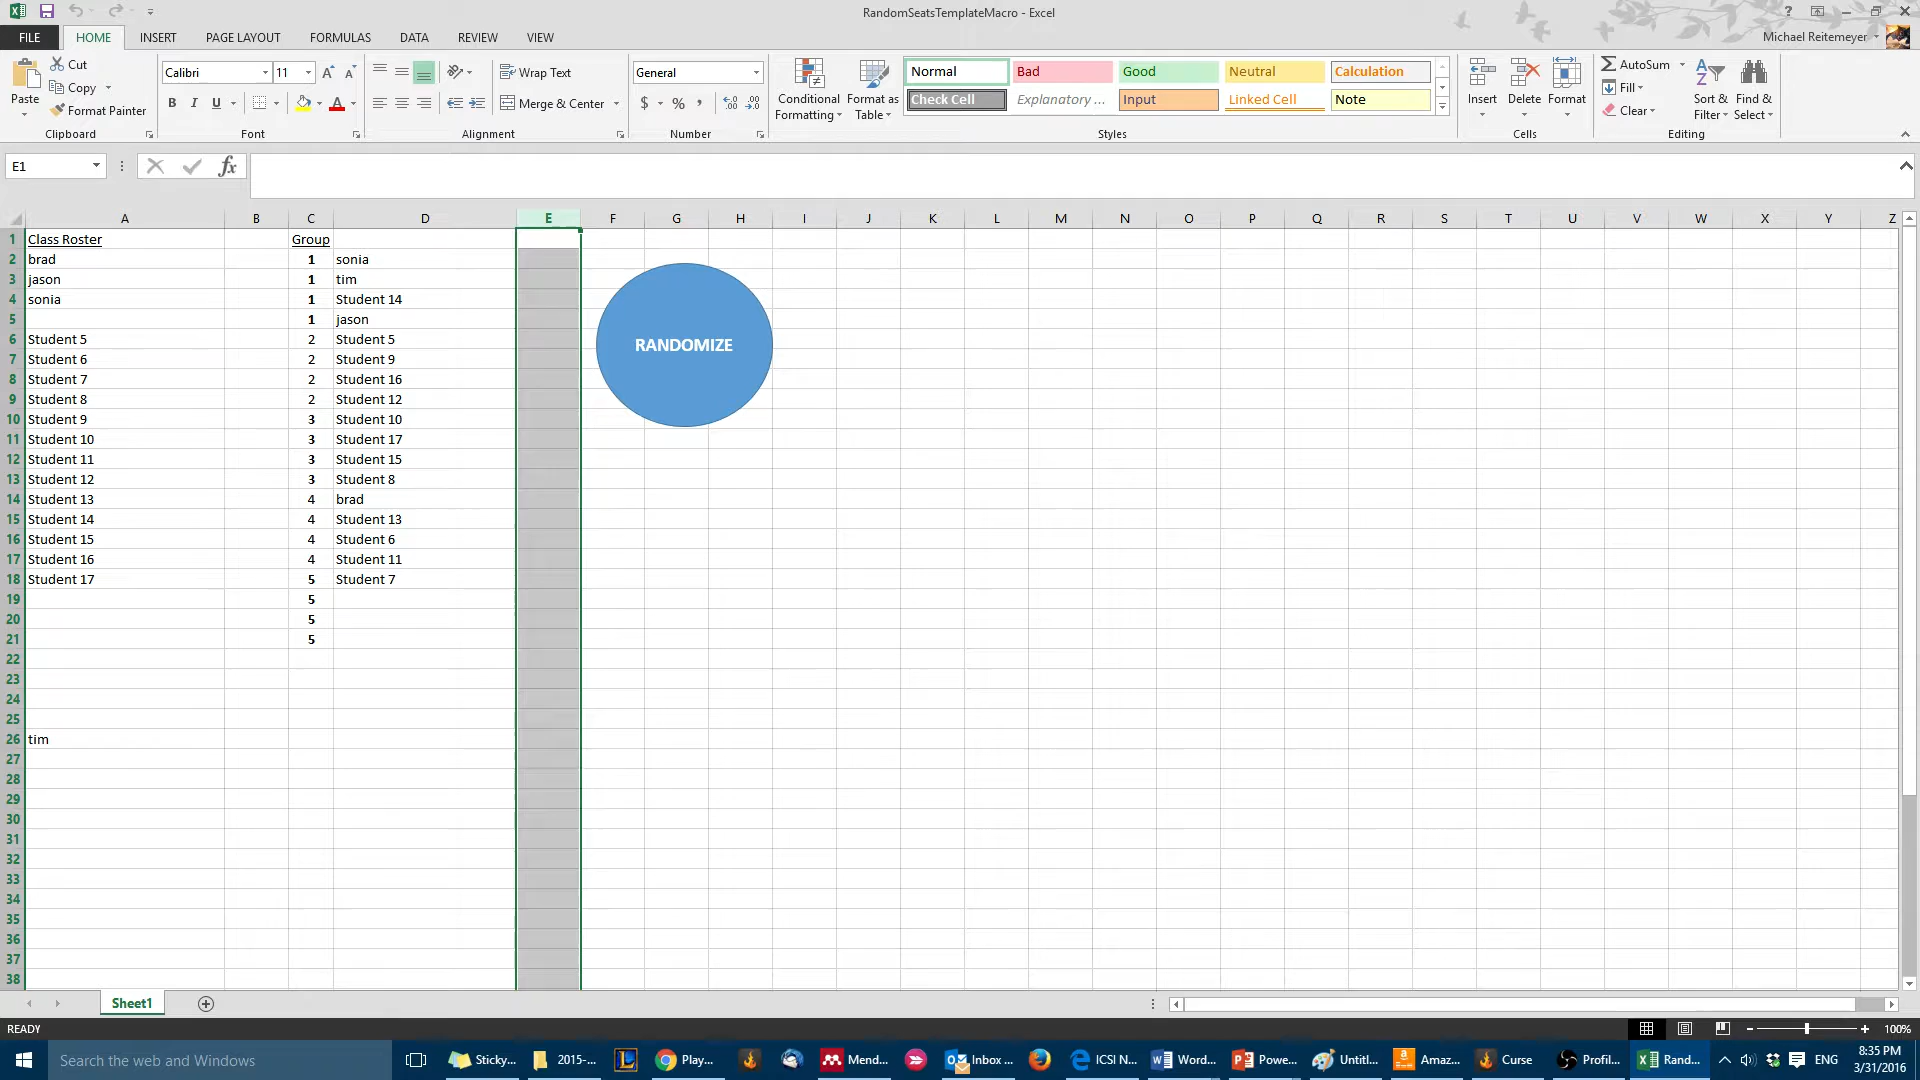 RandomSeatsTemplateMacro - Excel
FILE HOME INSERT PAGE LAYOUT FORMULAS DATA REVIEW VIEW Michael Reitemeyer
Paste Cut Copy Format Painter
Calibri 11 B I U A
Wrap Text Merge & Center
General $ % ,
Conditional Formatting Format as Table
Normal Bad Good Neutral Calculation
Check Cell Explanatory ... Input Linked Cell Note
Insert Delete Format
AutoSum Fill Clear Sort & Filter Find & Select
Clipboard Font Alignment Number Styles Cells Editing
E1 fx
A B C D E F G H I J K L M N O P Q R S T U V W X Y Z
1 Class Roster Group
2 brad 1 sonia
3 jason 1 tim
4 sonia 1 Student 14
5 1 jason
6 Student 5 2 Student 5
7 Student 6 2 Student 9
8 Student 7 2 Student 16
9 Student 8 2 Student 12
10 Student 9 3 Student 10
11 Student 10 3 Student 17
12 Student 11 3 Student 15
13 Student 12 3 Student 8
14 Student 13 4 brad
15 Student 14 4 Student 13
16 Student 15 4 Student 6
17 Student 16 4 Student 11
18 Student 17 5 Student 7
19 5
20 5
21 5
22
23
24
25
26 tim
27
28
29
30
31
32
33
34
35
36
37
38
RANDOMIZE
Sheet1
READY 100%
Search the web and Windows Sticky... 2015-... Play... Mend... Inbox ... ICSI N... Word... Powe... Untitl... Amaz... Curse Profil... Rand... ENG 8:35 PM
3/31/2016